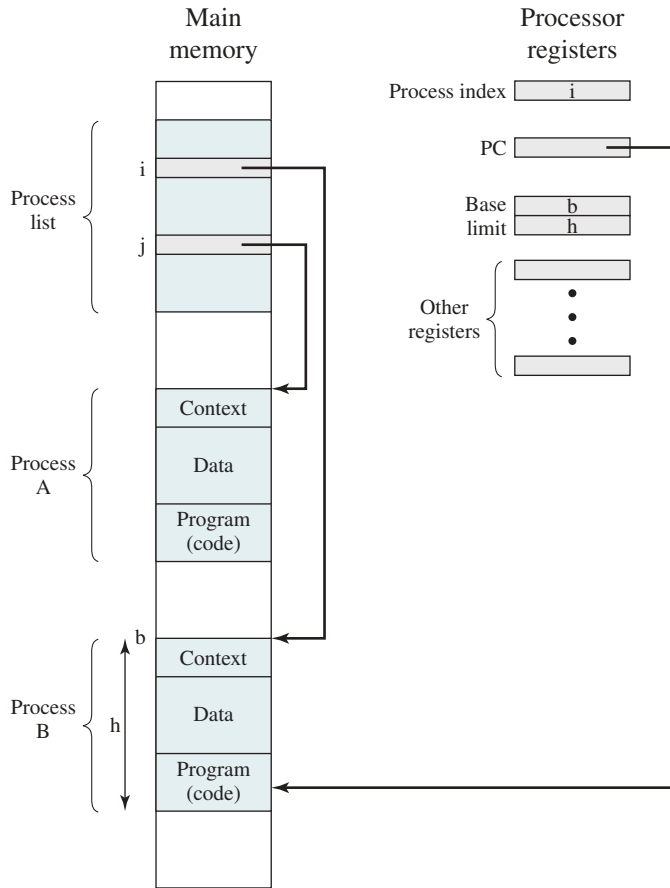 Main
memory
Processor
registers
Process index
i
PC
Base
limit
b
h
Other
registers
Process
list
i
j
Process
A
Context
Data
Program
(code)
Process
B
b
h
Context
Data
Program
(code)